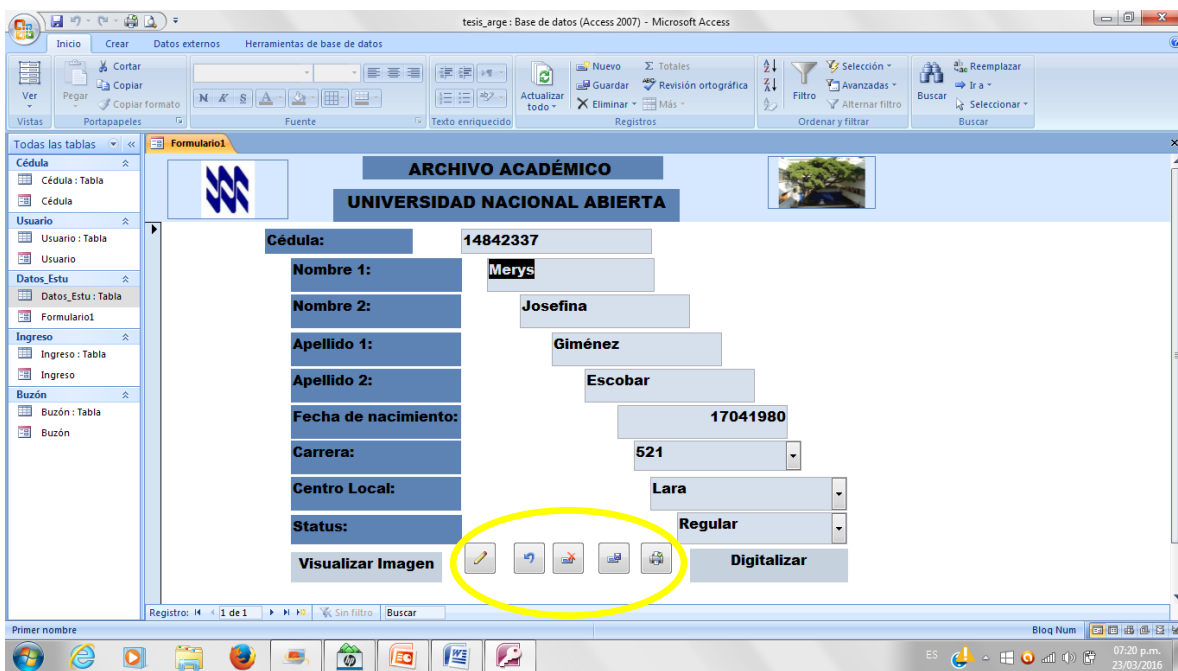 tesis_arge : Base de datos (Access 2007) - Microsoft Access
Inicio Crear Datos externos Herramientas de base de datos
Ver
Pegar
Cortar
Copiar
Copiar formato
N K S
Actualizar todo
Nuevo
Guardar
Eliminar
Totales
Revisión ortográfica
Más
Filtro
Selección
Avanzadas
Alternar filtro
Buscar
Reemplazar
Ir a
Seleccionar
Vistas Portapapeles Fuente Texto enriquecido Registros Ordenar y filtrar Buscar
Todas las tablas
Cédula
Cédula : Tabla
Cédula
Usuario
Usuario : Tabla
Usuario
Datos_Estu
Datos_Estu : Tabla
Formulario1
Ingreso
Ingreso : Tabla
Ingreso
Buzón
Buzón : Tabla
Buzón
Formulario1
ARCHIVO ACADÉMICO
UNIVERSIDAD NACIONAL ABIERTA
Cédula: 14842337
Nombre 1: Merys
Nombre 2: Josefina
Apellido 1: Giménez
Apellido 2: Escobar
Fecha de nacimiento: 17041980
Carrera: 521
Centro Local: Lara
Status: Regular
Visualizar Imagen Digitalizar
Registro: 1 de 1 Sin filtro Buscar
Primer nombre Bloq Num
ES 07:20 p.m.
23/03/2016